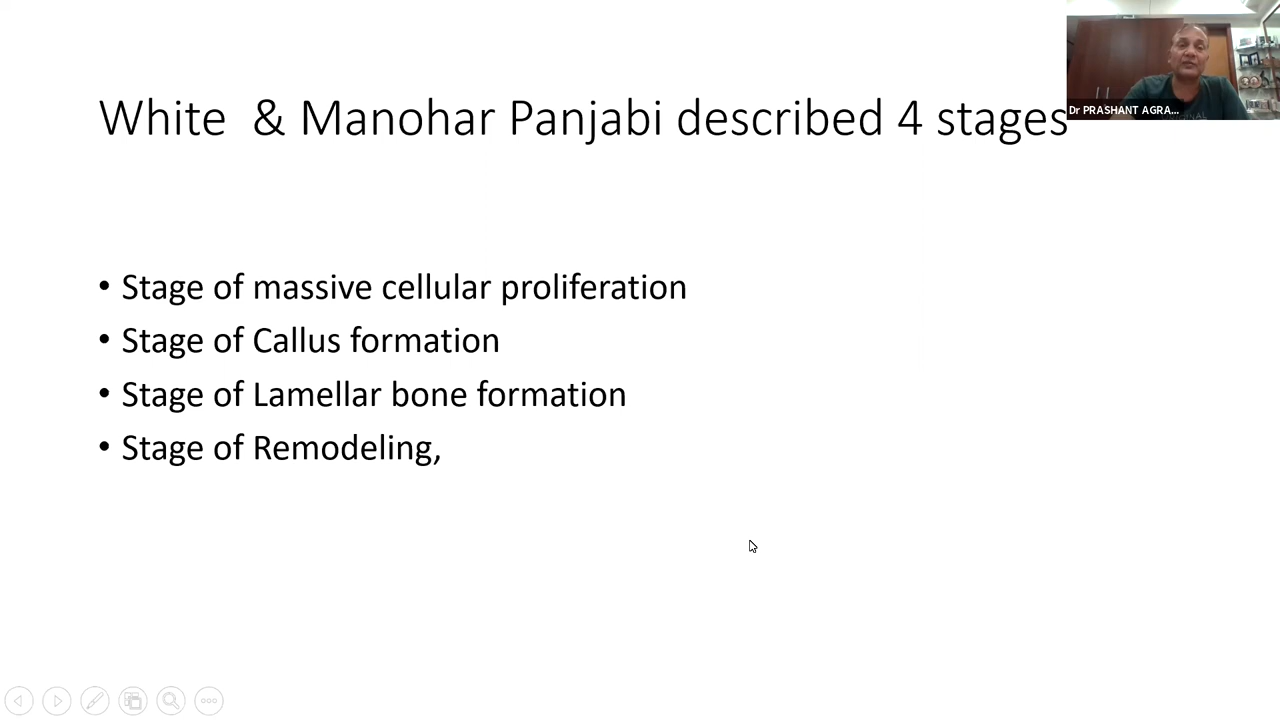 White & Manohar Panjabi described 4 stages
Dr PRASHANT AGRA...
• Stage of massive cellular proliferation
• Stage of Callus formation
• Stage of Lamellar bone formation
• Stage of Remodeling,